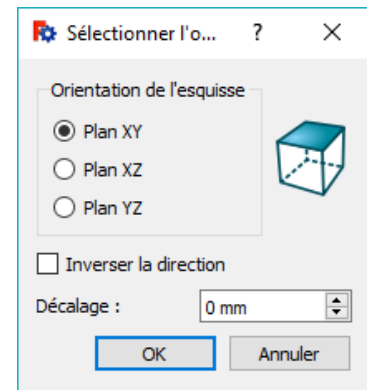 Sélectionner l'o... ?
Orientation de l'esquisse
Plan XY
Plan XZ
Plan YZ
Inverser la direction
Décalage : 0 mm
OK Annuler